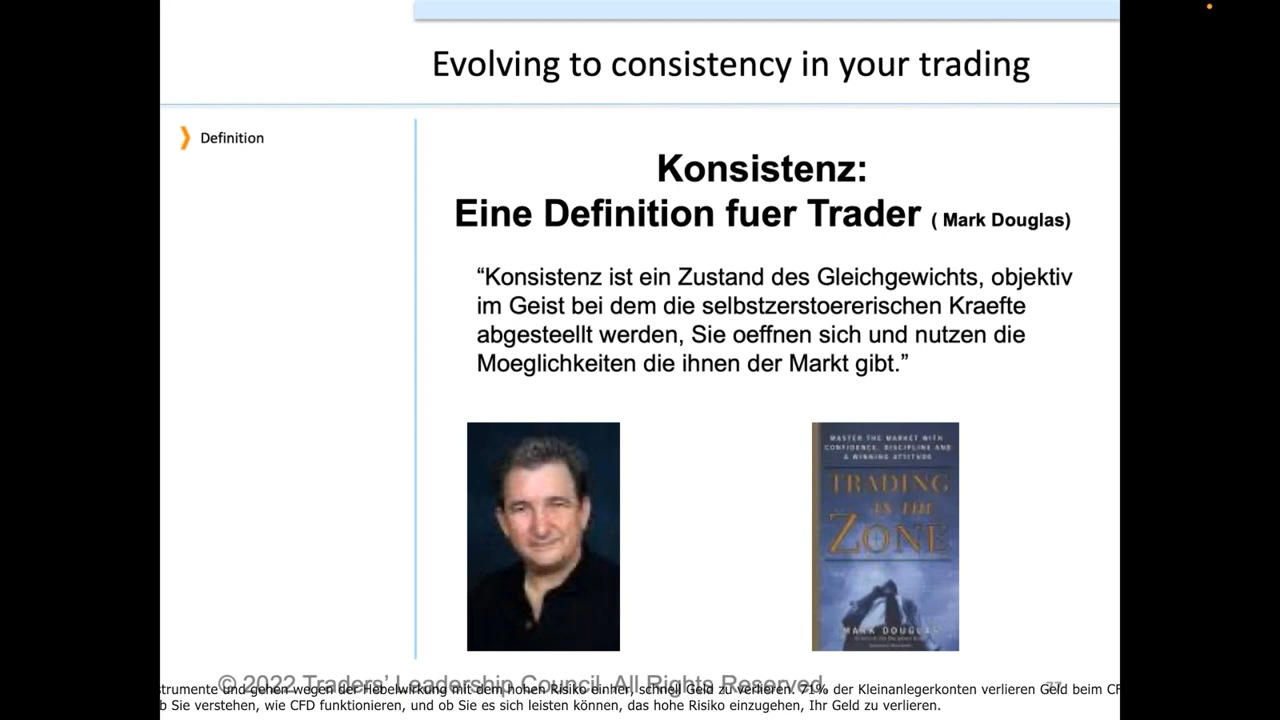 Evolving to consistency in your trading
Definition
Konsistenz:
Eine Definition fuer Trader ( Mark Douglas)
“Konsistenz ist ein Zustand des Gleichgewichts, objektiv
im Geist bei dem die selbstzerstoererischen Kraefte
abgesteellt werden, Sie oeffnen sich und nutzen die
Moeglichkeiten die ihnen der Markt gibt.”
MASTER THE MARKET WITH
CONFIDENCE, DISCIPLINE AND
A WINNING ATTITUDE
TRADING
IN THE
ZONE
MARK DOUGLAS
© 2022 Traders’ Leadership Council. All Rights Reserved
77
strumente und gehen wegen der Hebelwirkung mit dem hohen Risiko einher, schnell Geld zu verlieren. 71% der Kleinanlegerkonten verlieren Geld beim CF
b Sie verstehen, wie CFD funktionieren, und ob Sie es sich leisten können, das hohe Risiko einzugehen, Ihr Geld zu verlieren.